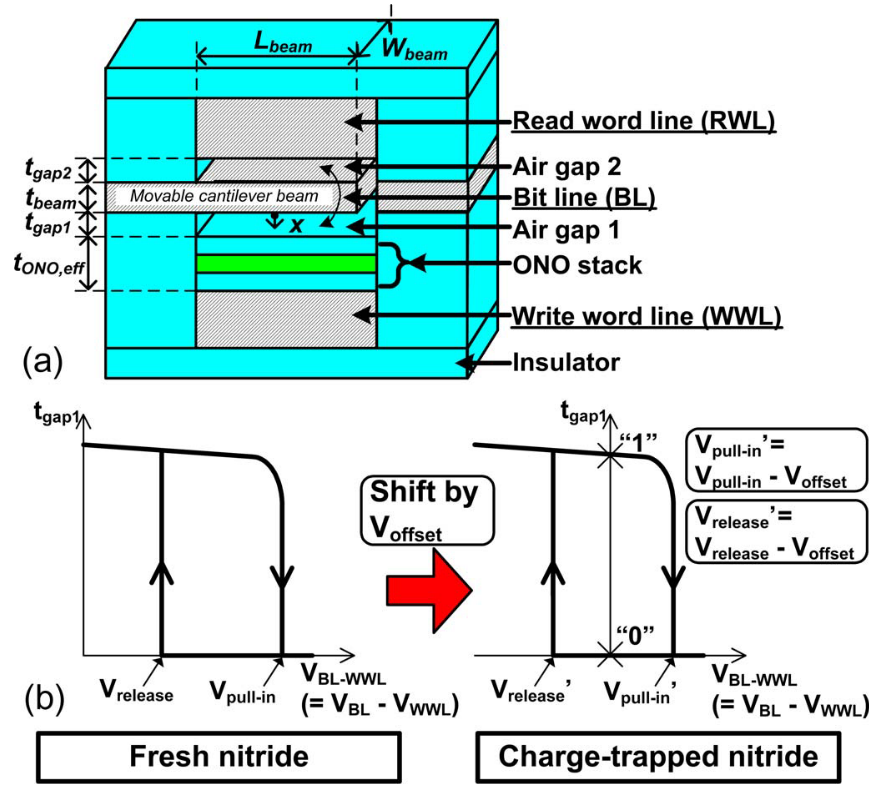 L_beam
W_beam
Read word line (RWL)
t_gap2
Air gap 2
t_beam
Movable cantilever beam
Bit line (BL)
t_gap1
x
Air gap 1
t_ONO,eff
ONO stack
Write word line (WWL)
(a)
Insulator
t_gap1
t_gap1
"1"
V_pull-in'=
V_pull-in - V_offset
Shift by
V_offset
V_release'=
V_release - V_offset
"0"
V_release
V_pull-in
V_BL-WWL
(= V_BL - V_WWL)
V_release'
V_pull-in'
V_BL-WWL
(= V_BL - V_WWL)
(b)
Fresh nitride
Charge-trapped nitride